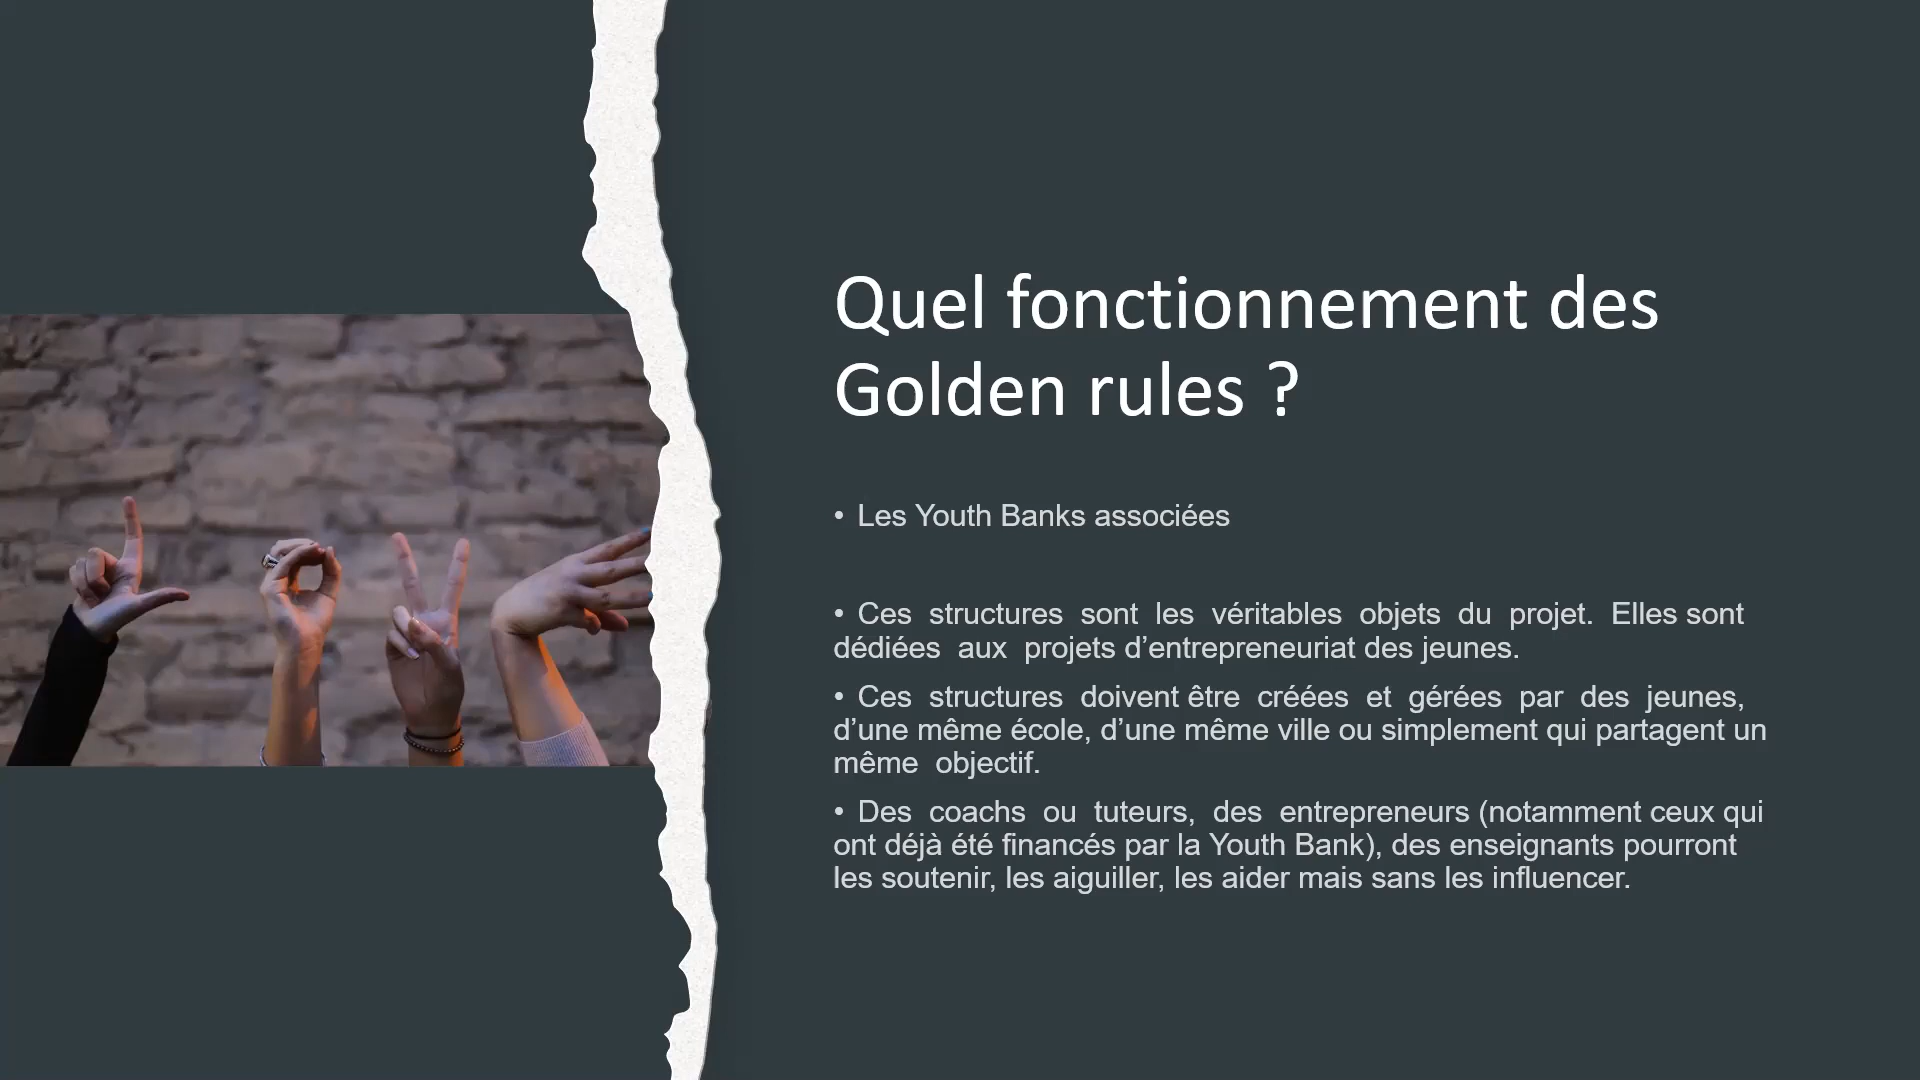 Quel fonctionnement des
Golden rules ?
• Les Youth Banks associées
• Ces structures sont les véritables objets du projet. Elles sont
dédiées aux projets d’entrepreneuriat des jeunes.
• Ces structures doivent être créées et gérées par des jeunes,
d’une même école, d’une même ville ou simplement qui partagent un
même objectif.
• Des coachs ou tuteurs, des entrepreneurs (notamment ceux qui
ont déjà été financés par la Youth Bank), des enseignants pourront
les soutenir, les aiguiller, les aider mais sans les influencer.